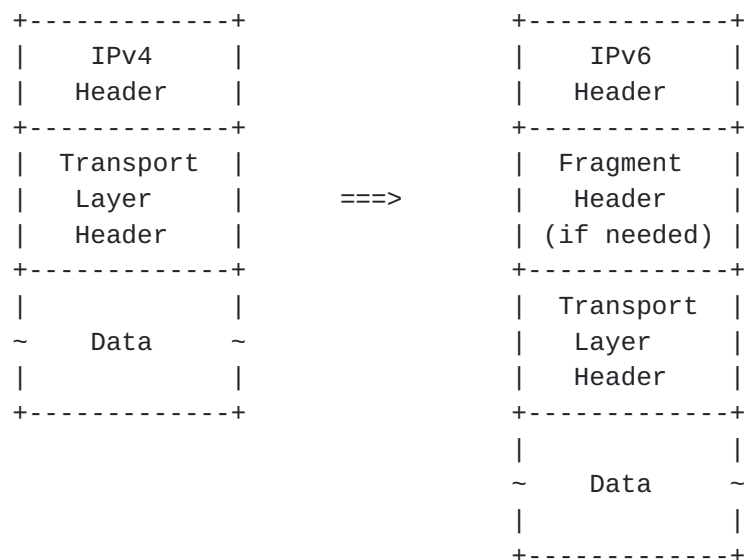 +-------------+                 +-------------+
|     IPv4    |                 |     IPv6    |
|    Header   |                 |    Header   |
+-------------+                 +-------------+
|  Transport  |                 |  Fragment   |
|   Layer     |      ===>       |   Header    |
|   Header    |                 | (if needed) |
+-------------+                 +-------------+
|             |                 |  Transport  |
~    Data     ~                 |   Layer     |
|             |                 |   Header    |
+-------------+                 +-------------+
                                |             |
                                ~    Data     ~
                                |             |
                                +-------------+